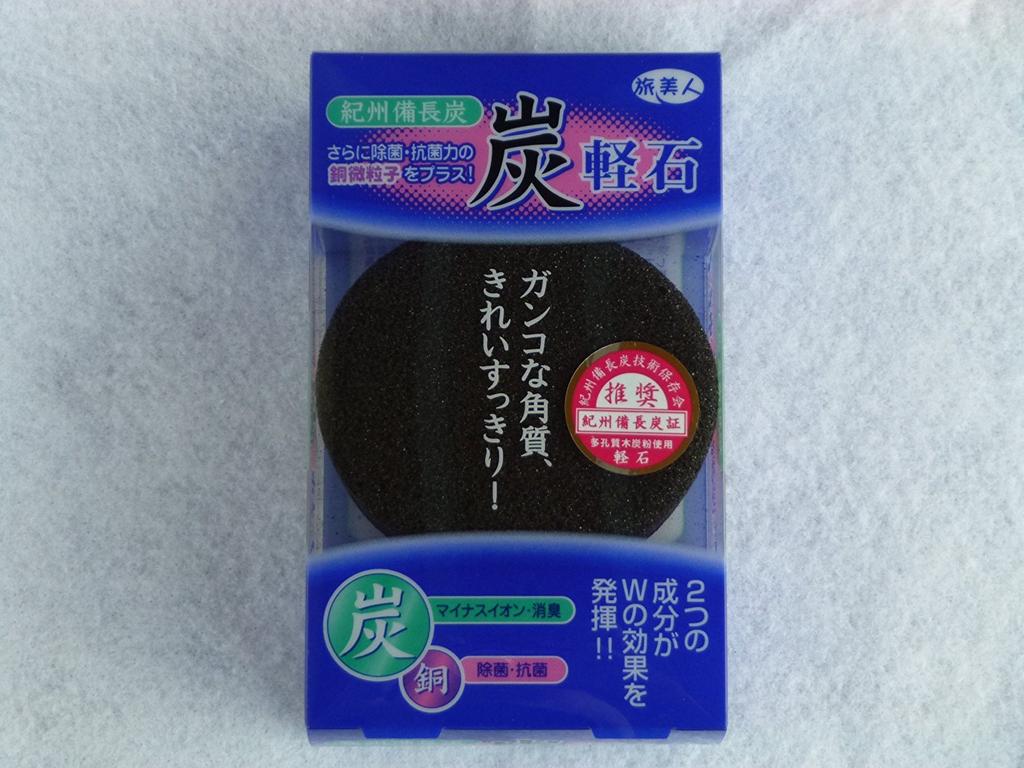 旅美人
紀州備長炭
さらに除菌・抗菌力の
銅微粒子をプラス!
炭軽石
ガンコな角質、
きれいすっきり!
紀州備長炭技術保存会
推奨
紀州備長炭証
多孔質木炭粉使用
軽石
炭
マイナスイオン・消臭
銅
除菌・抗菌
2つの
成分が
Wの効果を
発揮!!